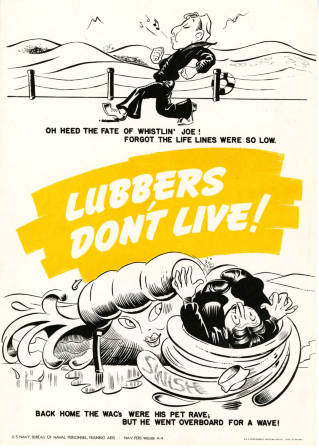 OH HEED THE FATE OF WHISTLIN' JOE!
FORGOT THE LIFE LINES WERE SO LOW.
LUBBERS
DON'T LIVE!
SWISH
BACK HOME THE WAC'S WERE HIS PET RAVE;
BUT HE WENT OVERBOARD FOR A WAVE!
U S NAVY, BUREAU OF NAVAL PERSONNEL, TRAINING AIDS